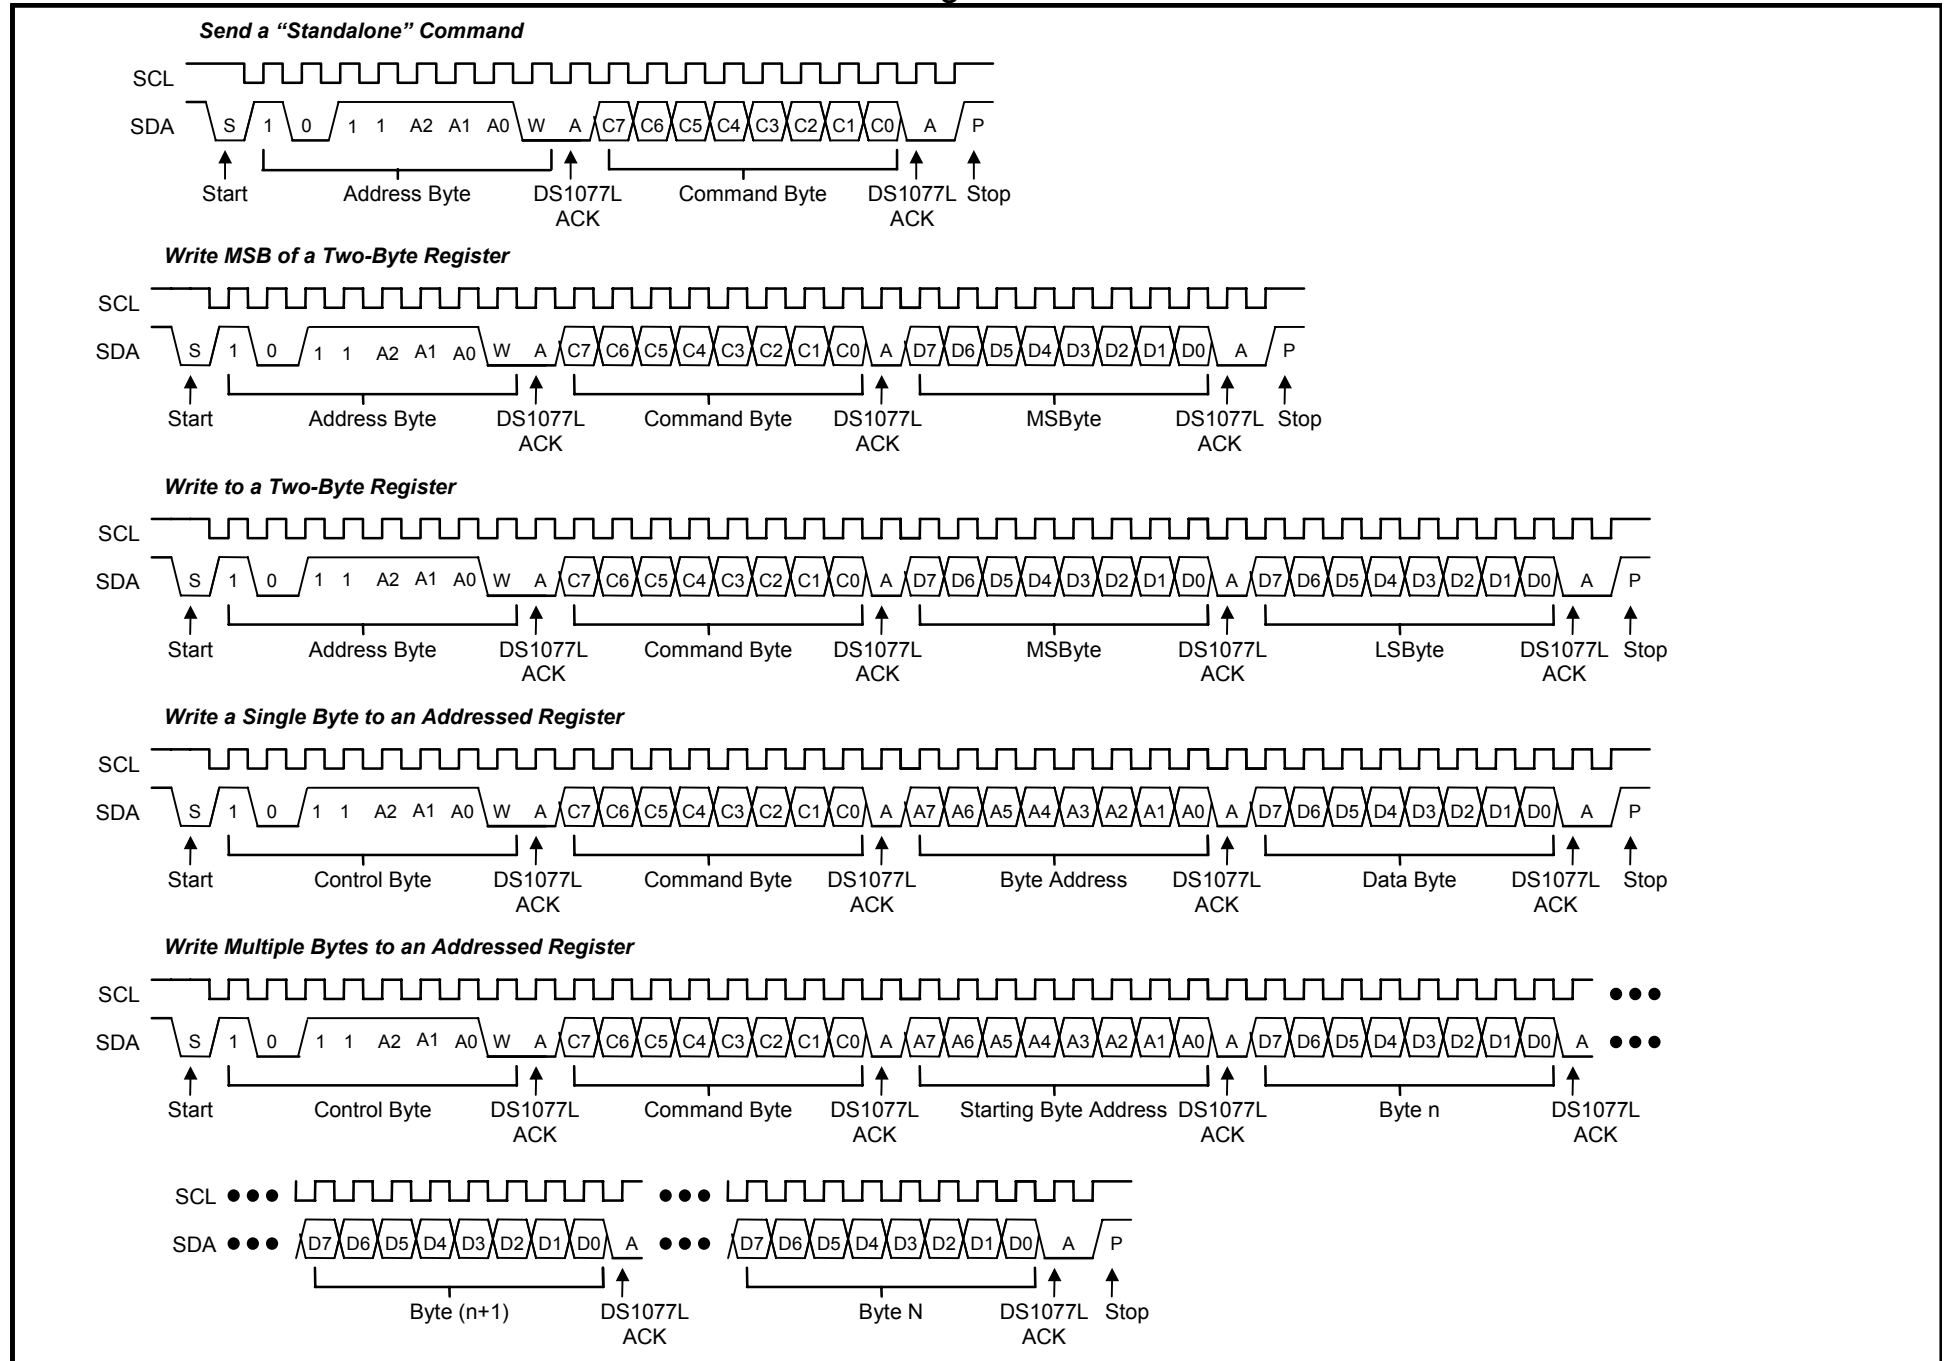 Send a “Standalone” Command
SCL
SDA S 1 0 1 1 A2 A1 A0 W A C7 C6 C5 C4 C3 C2 C1 C0 A P
Start Address Byte DS1077L ACK Command Byte DS1077L ACK Stop
Write MSB of a Two-Byte Register
SCL
SDA S 1 0 1 1 A2 A1 A0 W A C7 C6 C5 C4 C3 C2 C1 C0 A D7 D6 D5 D4 D3 D2 D1 D0 A P
Start Address Byte DS1077L ACK Command Byte DS1077L ACK MSByte DS1077L ACK Stop
Write to a Two-Byte Register
SCL
SDA S 1 0 1 1 A2 A1 A0 W A C7 C6 C5 C4 C3 C2 C1 C0 A D7 D6 D5 D4 D3 D2 D1 D0 A D7 D6 D5 D4 D3 D2 D1 D0 A P
Start Address Byte DS1077L ACK Command Byte DS1077L ACK MSByte DS1077L ACK LSByte DS1077L ACK Stop
Write a Single Byte to an Addressed Register
SCL
SDA S 1 0 1 1 A2 A1 A0 W A C7 C6 C5 C4 C3 C2 C1 C0 A A7 A6 A5 A4 A3 A2 A1 A0 A D7 D6 D5 D4 D3 D2 D1 D0 A P
Start Control Byte DS1077L ACK Command Byte DS1077L ACK Byte Address DS1077L ACK Data Byte DS1077L ACK Stop
Write Multiple Bytes to an Addressed Register
SCL
SDA S 1 0 1 1 A2 A1 A0 W A C7 C6 C5 C4 C3 C2 C1 C0 A A7 A6 A5 A4 A3 A2 A1 A0 A D7 D6 D5 D4 D3 D2 D1 D0 A
Start Control Byte DS1077L ACK Command Byte DS1077L ACK Starting Byte Address DS1077L ACK Byte n DS1077L ACK
SCL
SDA D7 D6 D5 D4 D3 D2 D1 D0 A D7 D6 D5 D4 D3 D2 D1 D0 A P
Byte (n+1) DS1077L ACK Byte N DS1077L ACK Stop